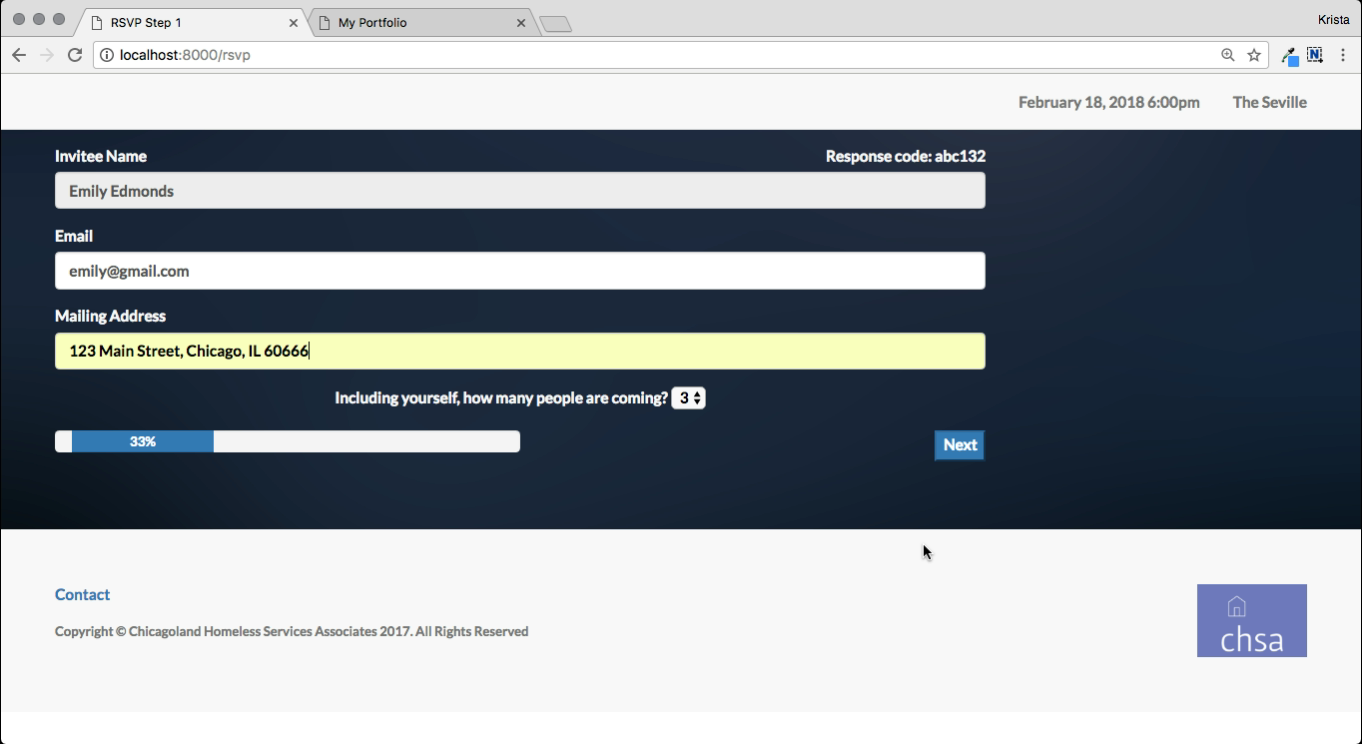 RSVP Step 1
My Portfolio
Krista
localhost:8000/rsvp
February 18, 2018 6:00pm The Seville
Invitee Name Response code: abc132
Emily Edmonds
Email
emily@gmail.com
Mailing Address
123 Main Street, Chicago, IL 60666
Including yourself, how many people are coming? 3
33% Next
Contact
Copyright © Chicagoland Homeless Services Associates 2017. All Rights Reserved
chsa